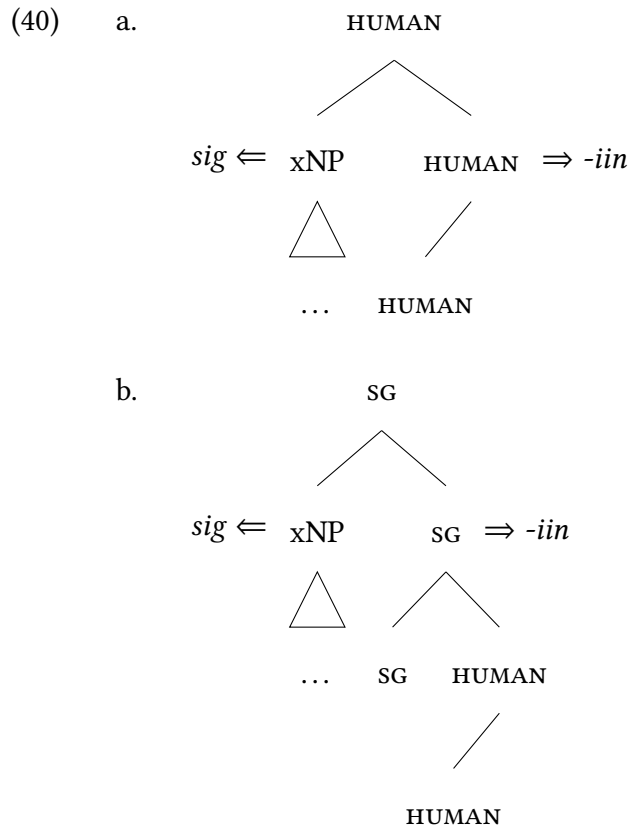 (40) a. HUMAN
sig ⇐ xNP HUMAN ⇒ -iin
... HUMAN
b. SG
sig ⇐ xNP SG ⇒ -iin
... SG HUMAN
HUMAN